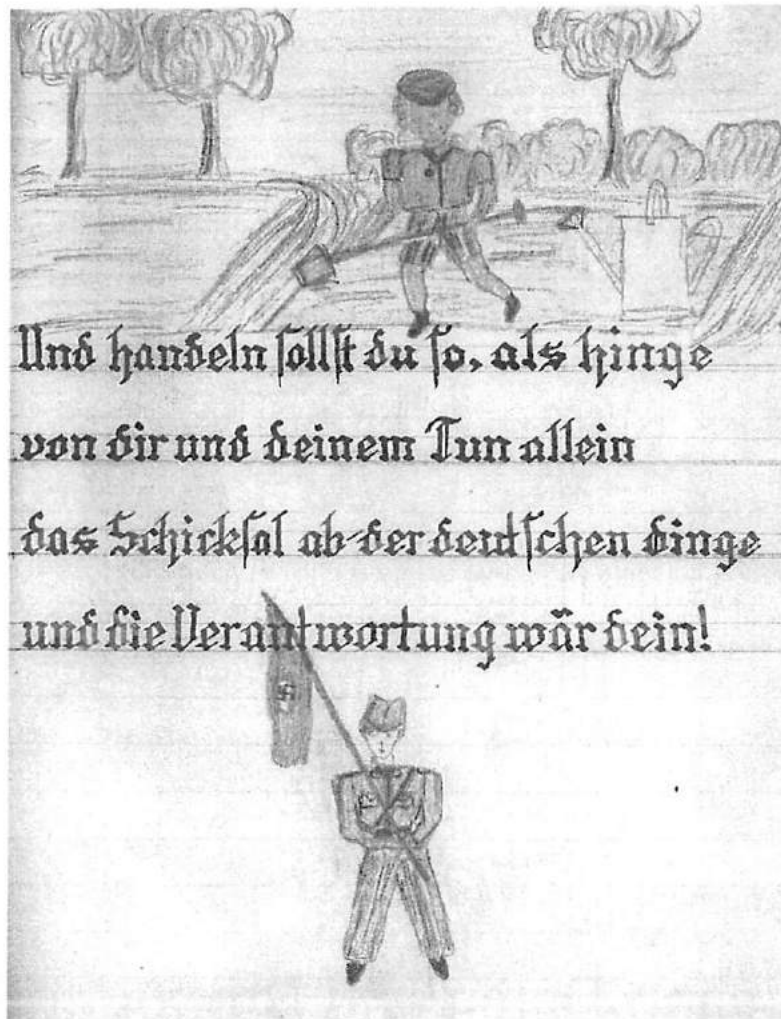 Und handeln sollst du so, als hinge
von dir und deinem Tun allein
das Schicksal ab der deutschen dinge
und die Verantwortung wär dein!